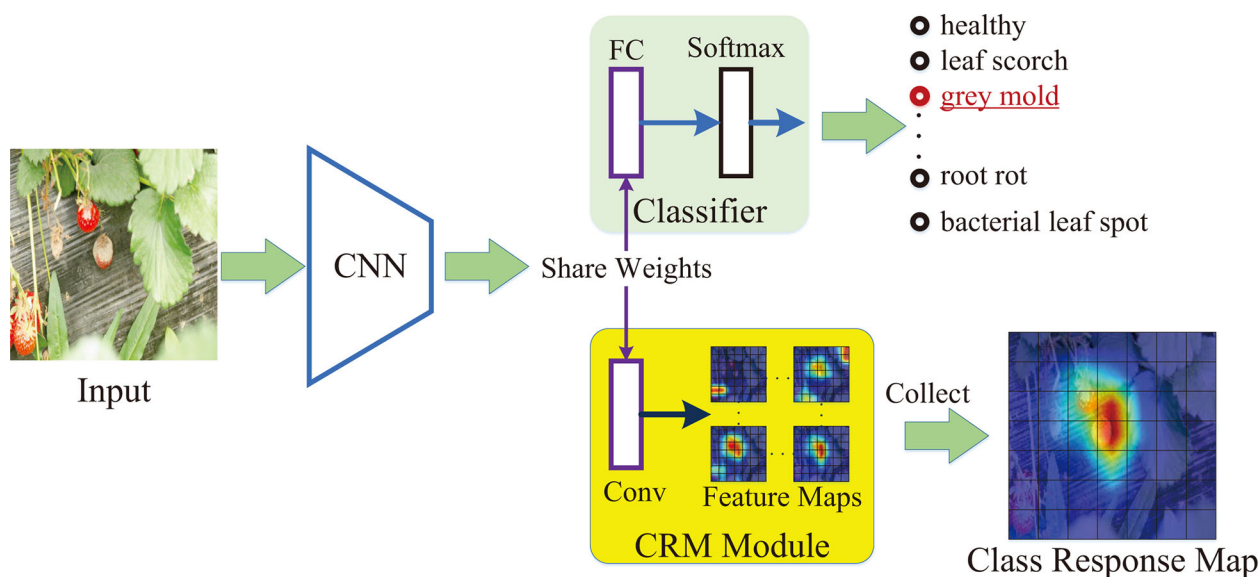 Input
CNN
Share Weights
FC
Softmax
Classifier
healthy
leaf scorch
grey mold
root rot
bacterial leaf spot
Conv
Feature Maps
CRM Module
Collect
Class Response Map